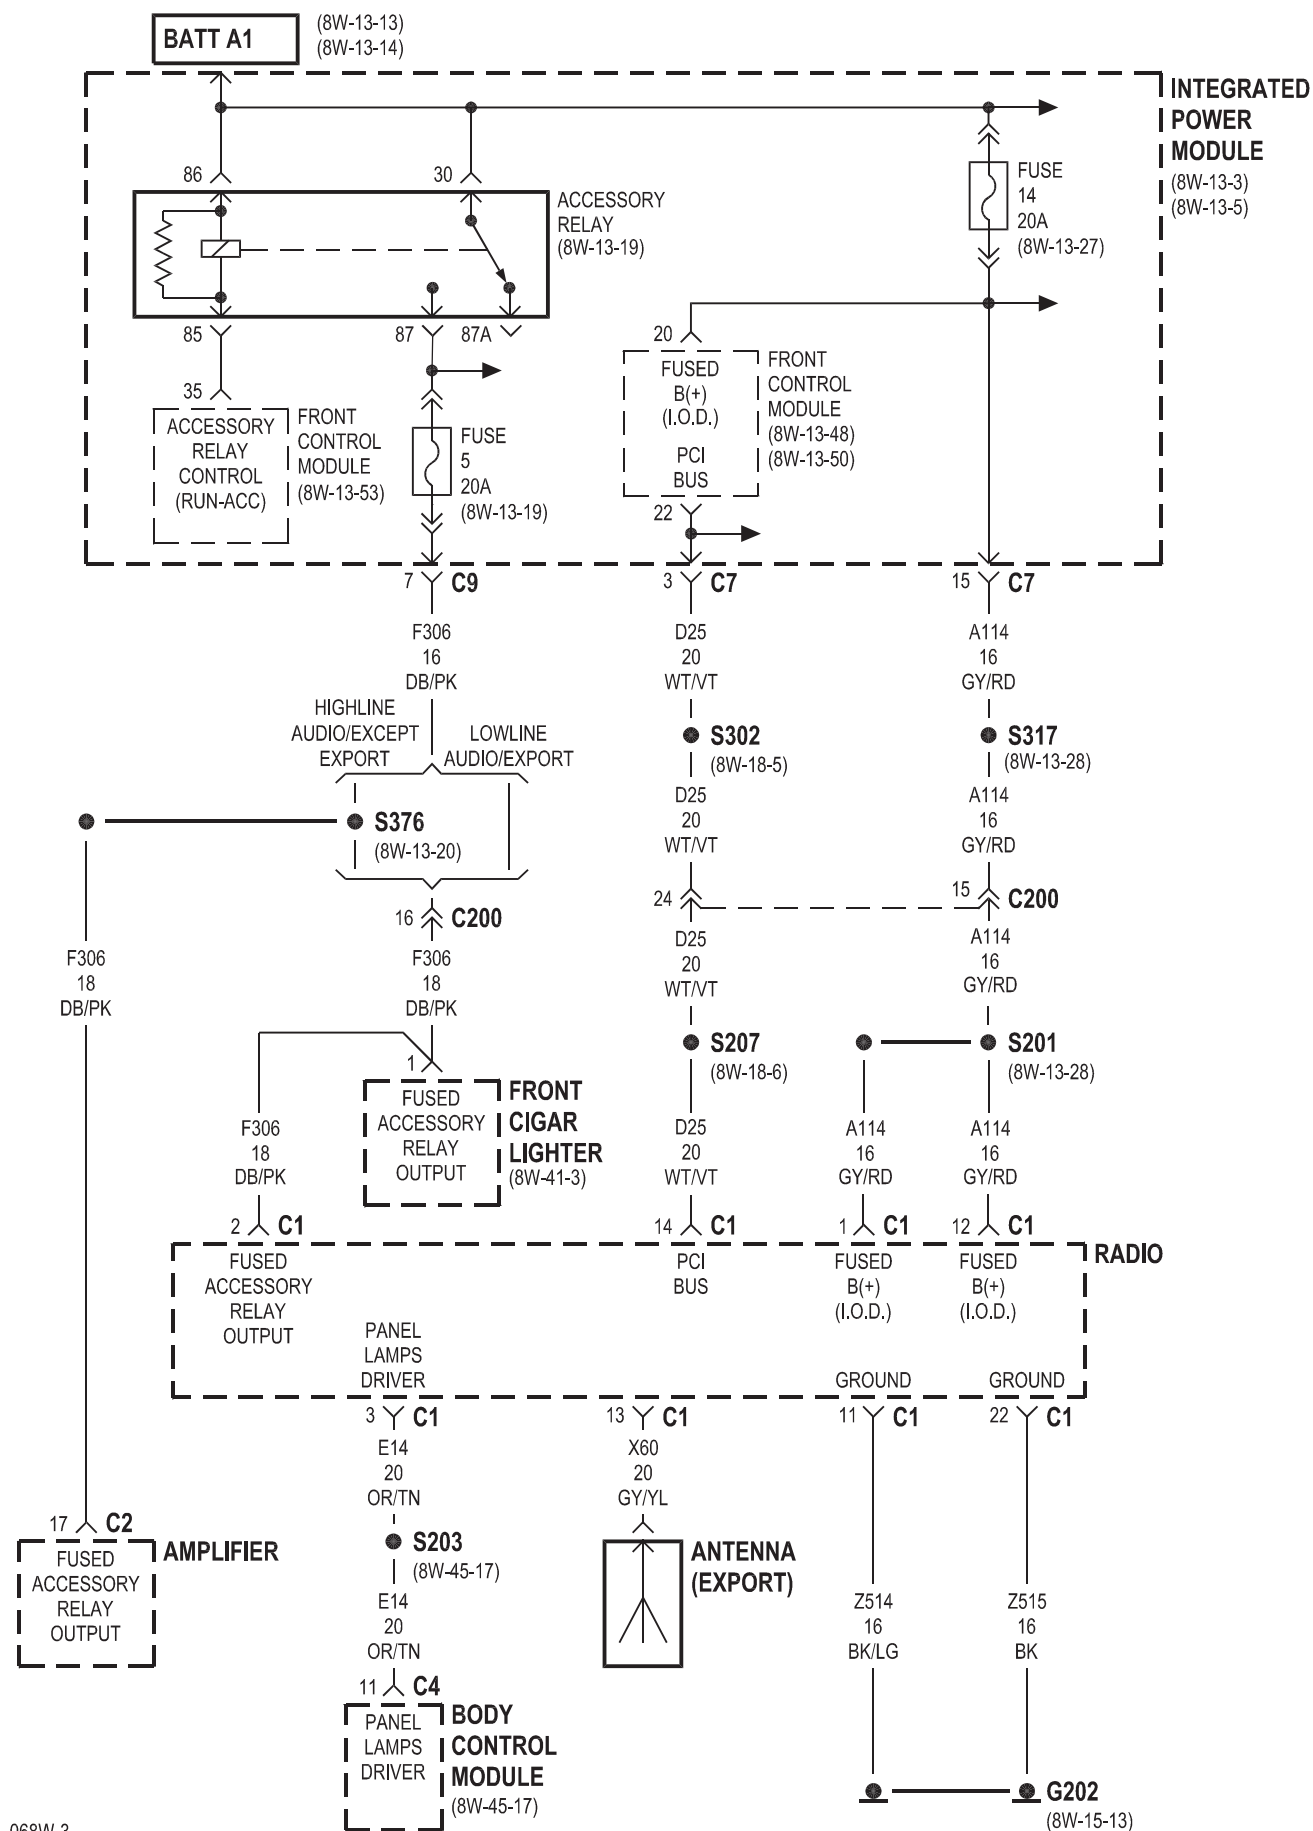 BATT A1
(8W-13-13)
(8W-13-14)
INTEGRATED
POWER
MODULE
(8W-13-3)
(8W-13-5)
86
30
ACCESSORY
RELAY
(8W-13-19)
FUSE
14
20A
(8W-13-27)
85
87
87A
20
35
ACCESSORY
RELAY
CONTROL
(RUN-ACC)
FRONT
CONTROL
MODULE
(8W-13-53)
FUSE
5
20A
(8W-13-19)
FUSED
B(+)
(I.O.D.)
PCI
BUS
FRONT
CONTROL
MODULE
(8W-13-48)
(8W-13-50)
22
7
C9
3
C7
15
C7
F306
16
DB/PK
D25
20
WT/VT
A114
16
GY/RD
HIGHLINE
AUDIO/EXCEPT
EXPORT
LOWLINE
AUDIO/EXPORT
S302
(8W-18-5)
S317
(8W-13-28)
D25
20
WT/VT
A114
16
GY/RD
S376
(8W-13-20)
16
C200
24
15
C200
F306
18
DB/PK
F306
18
DB/PK
D25
20
WT/VT
A114
16
GY/RD
S207
(8W-18-6)
S201
(8W-13-28)
1
FUSED
ACCESSORY
RELAY
OUTPUT
FRONT
CIGAR
LIGHTER
(8W-41-3)
F306
18
DB/PK
D25
20
WT/VT
A114
16
GY/RD
A114
16
GY/RD
2
C1
14
C1
1
C1
12
C1
RADIO
FUSED
ACCESSORY
RELAY
OUTPUT
PCI
BUS
FUSED
B(+)
(I.O.D.)
FUSED
B(+)
(I.O.D.)
PANEL
LAMPS
DRIVER
GROUND
GROUND
3
C1
13
C1
11
C1
22
C1
E14
20
OR/TN
X60
20
GY/YL
17
C2
AMPLIFIER
FUSED
ACCESSORY
RELAY
OUTPUT
S203
(8W-45-17)
ANTENNA
(EXPORT)
E14
20
OR/TN
Z514
16
BK/LG
Z515
16
BK
11
C4
PANEL
LAMPS
DRIVER
BODY
CONTROL
MODULE
(8W-45-17)
G202
(8W-15-13)